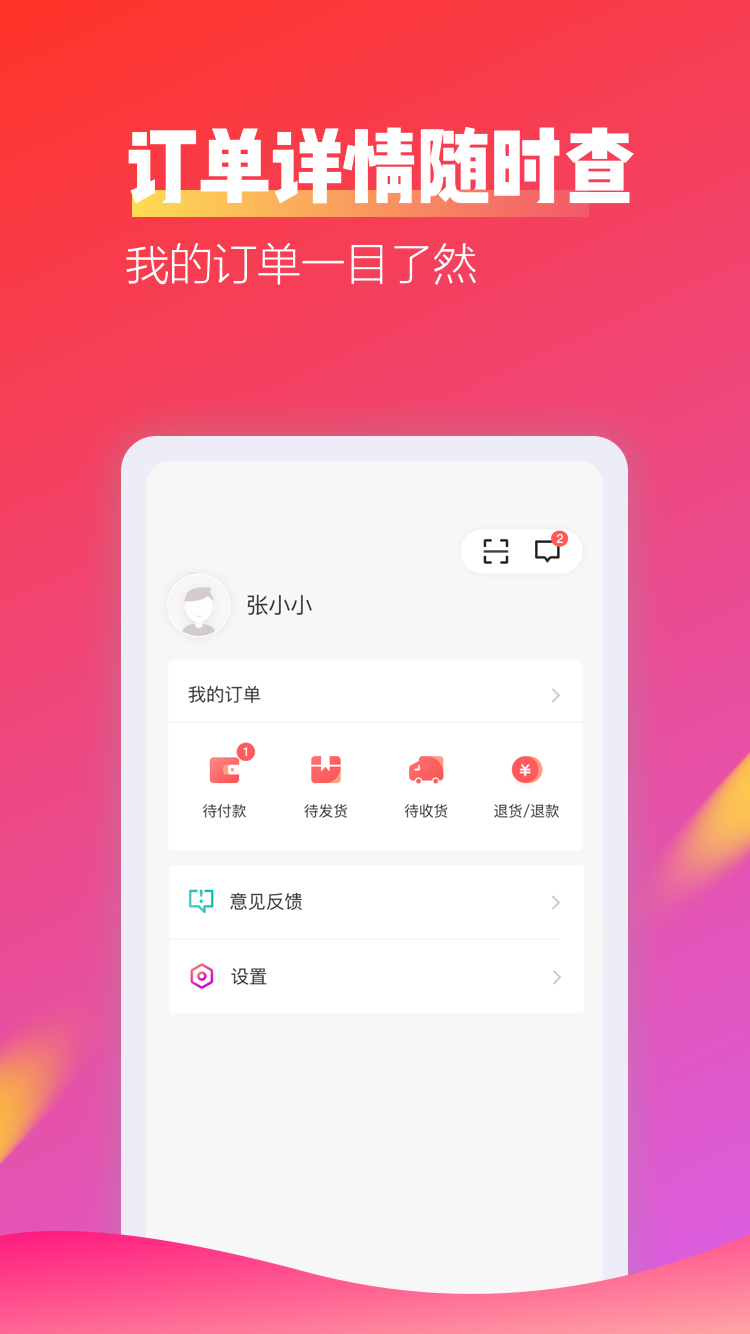 订单详情随时查
我的订单一目了然
2
张小小
我的订单
1
待付款 待发货 待收货 退货/退款
意见反馈
设置